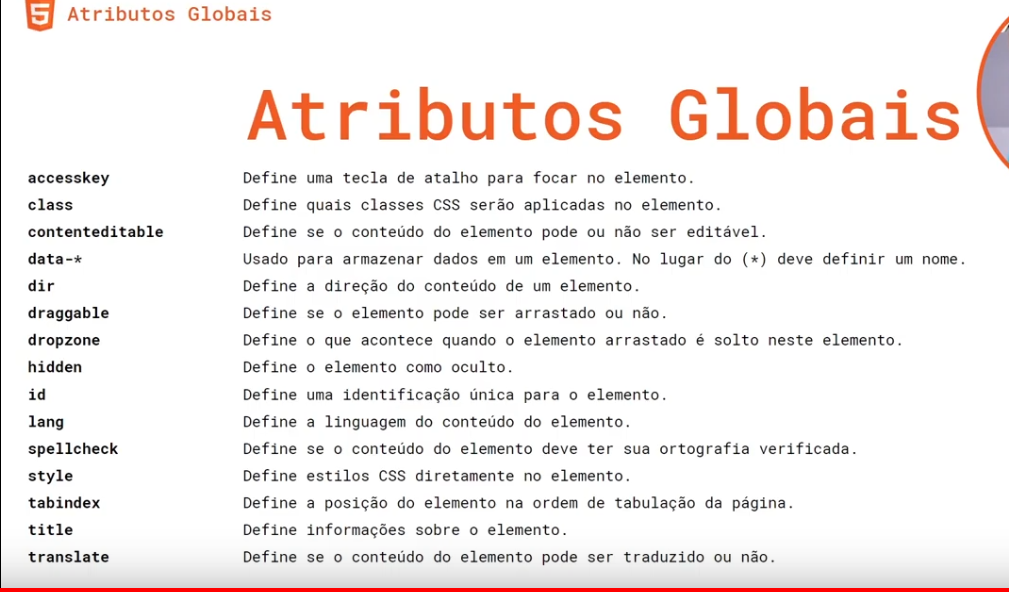 5 Atributos Globais
Atributos Globais
accesskey Define uma tecla de atalho para focar no elemento.
class Define quais classes CSS serão aplicadas no elemento.
contenteditable Define se o conteúdo do elemento pode ou não ser editável.
data-* Usado para armazenar dados em um elemento. No lugar do (*) deve definir um nome.
dir Define a direção do conteúdo de um elemento.
draggable Define se o elemento pode ser arrastado ou não.
dropzone Define o que acontece quando o elemento arrastado é solto neste elemento.
hidden Define o elemento como oculto.
id Define uma identificação única para o elemento.
lang Define a linguagem do conteúdo do elemento.
spellcheck Define se o conteúdo do elemento deve ter sua ortografia verificada.
style Define estilos CSS diretamente no elemento.
tabindex Define a posição do elemento na ordem de tabulação da página.
title Define informações sobre o elemento.
translate Define se o conteúdo do elemento pode ser traduzido ou não.